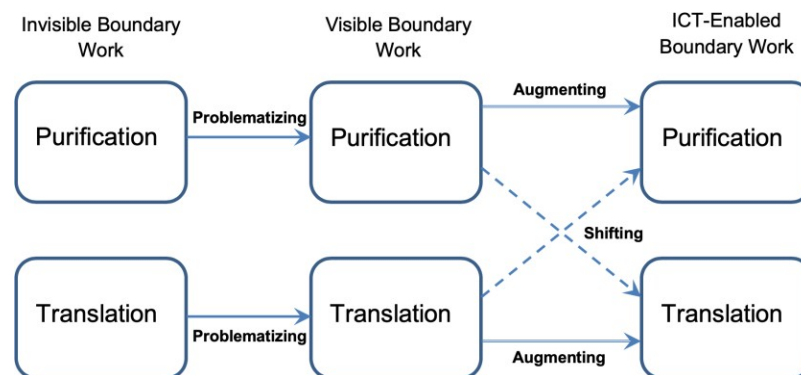 Invisible Boundary
Work
Visible Boundary
Work
ICT-Enabled
Boundary Work
Purification
Problematizing
Purification
Augmenting
Purification
Shifting
Translation
Problematizing
Translation
Augmenting
Translation